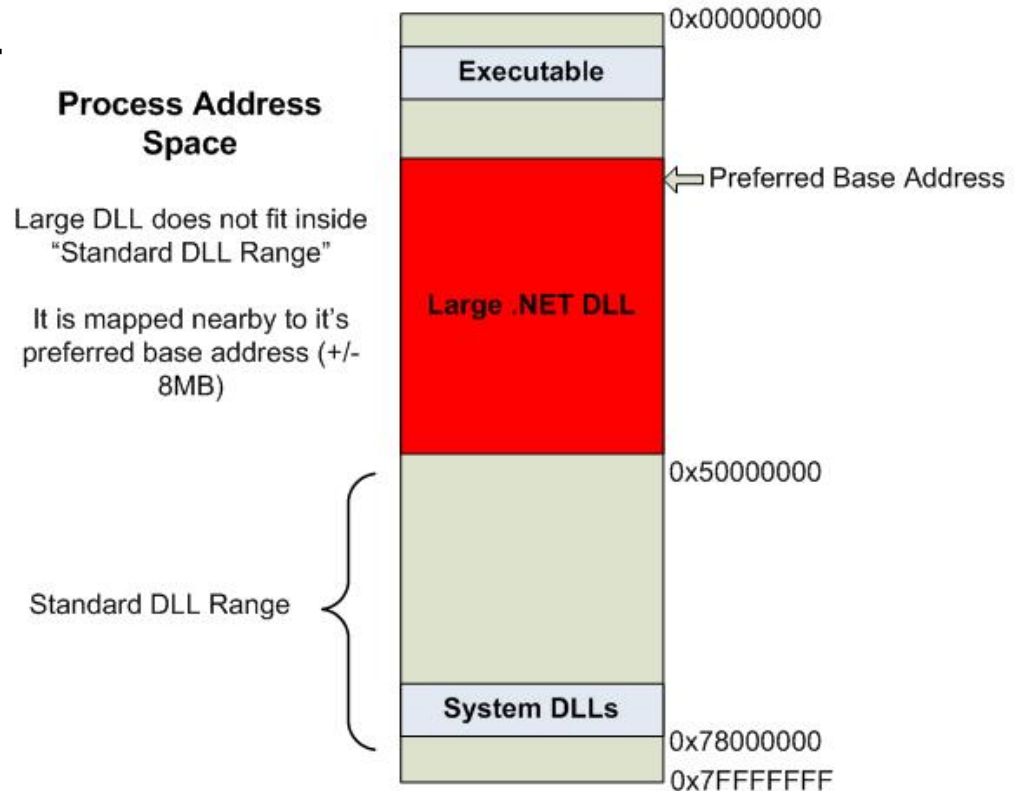 Process Address
Space
Large DLL does not fit inside
“Standard DLL Range”
It is mapped nearby to it’s
preferred base address (+/-
8MB)
Standard DLL Range
0x00000000
Executable
Preferred Base Address
Large .NET DLL
0x50000000
System DLLs
0x78000000
0x7FFFFFFF